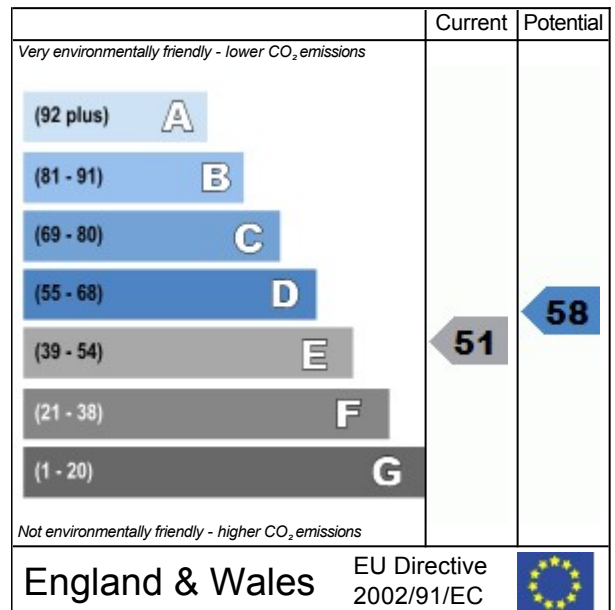 Current Potential
Very environmentally friendly - lower CO₂ emissions
(92 plus) A
(81 - 91) B
(69 - 80) C
(55 - 68) D
58
(39 - 54) E
51
(21 - 38) F
(1 - 20) G
Not environmentally friendly - higher CO₂ emissions
England & Wales
EU Directive
2002/91/EC